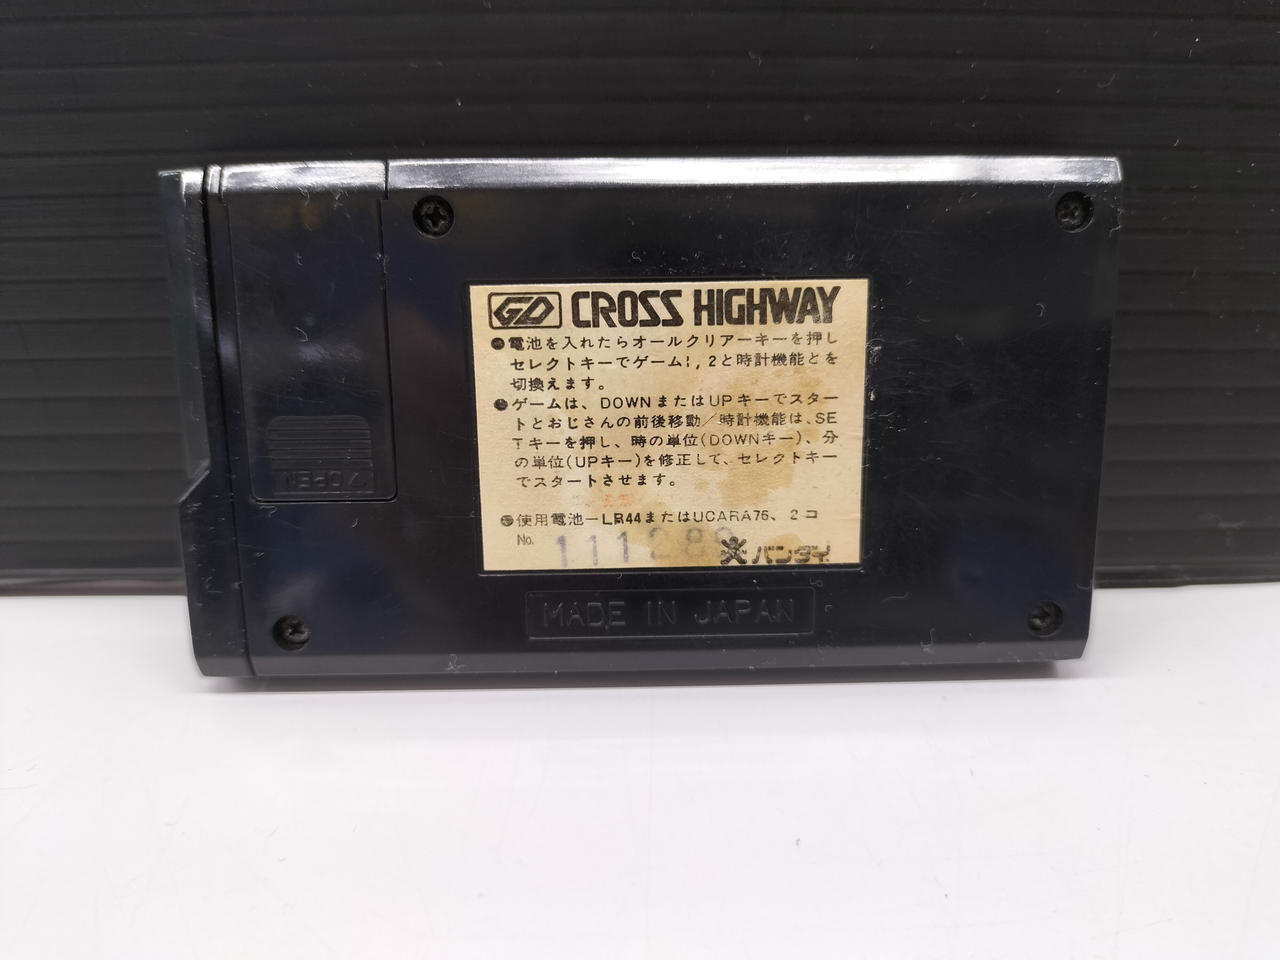 GD CROSS HIGHWAY
●電池を入れたらオールクリアーキーを押し
セレクトキーでゲーム1, 2と時計機能とを
切換えます。
●ゲームは、DOWNまたはUPキーでスター
トとおじさんの前後移動/時計機能は、SE
Tキーを押し、時の単位(DOWNキー)、分
の単位(UPキー)を修正して、セレクトキー
でスタートさせます。
●使用電池ーLR44またはUCARA76、2コ
No. 111289 バンダイ
MADE IN JAPAN
OPEN